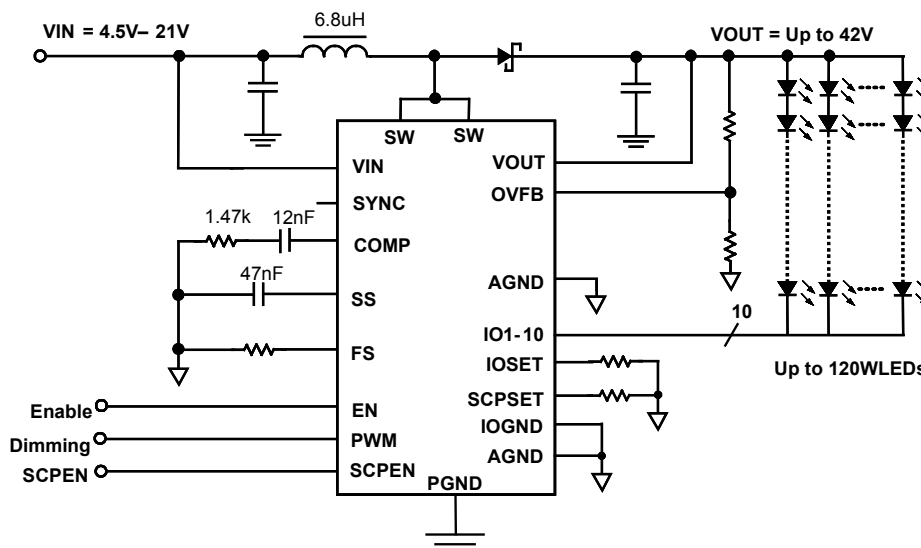 VIN = 4.5V– 21V
6.8uH
VOUT = Up to 42V
SW
SW
VIN
VOUT
SYNC
OVFB
1.47k
12nF
COMP
47nF
SS
AGND
10
IO1-10
FS
IOSET
Up to 120WLEDs
SCPSET
Enable
EN
IOGND
Dimming
PWM
AGND
SCPEN
SCPEN
PGND